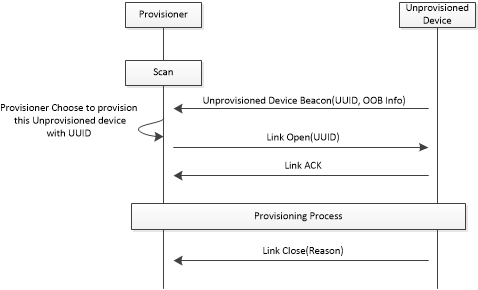 Provisioner
Unprovisioned
Device
Scan
Unprovisioned Device Beacon(UUID, OOB Info)
Provisioner Choose to provision
this Unprovisioned device
with UUID
Link Open(UUID)
Link ACK
Provisioning Process
Link Close(Reason)